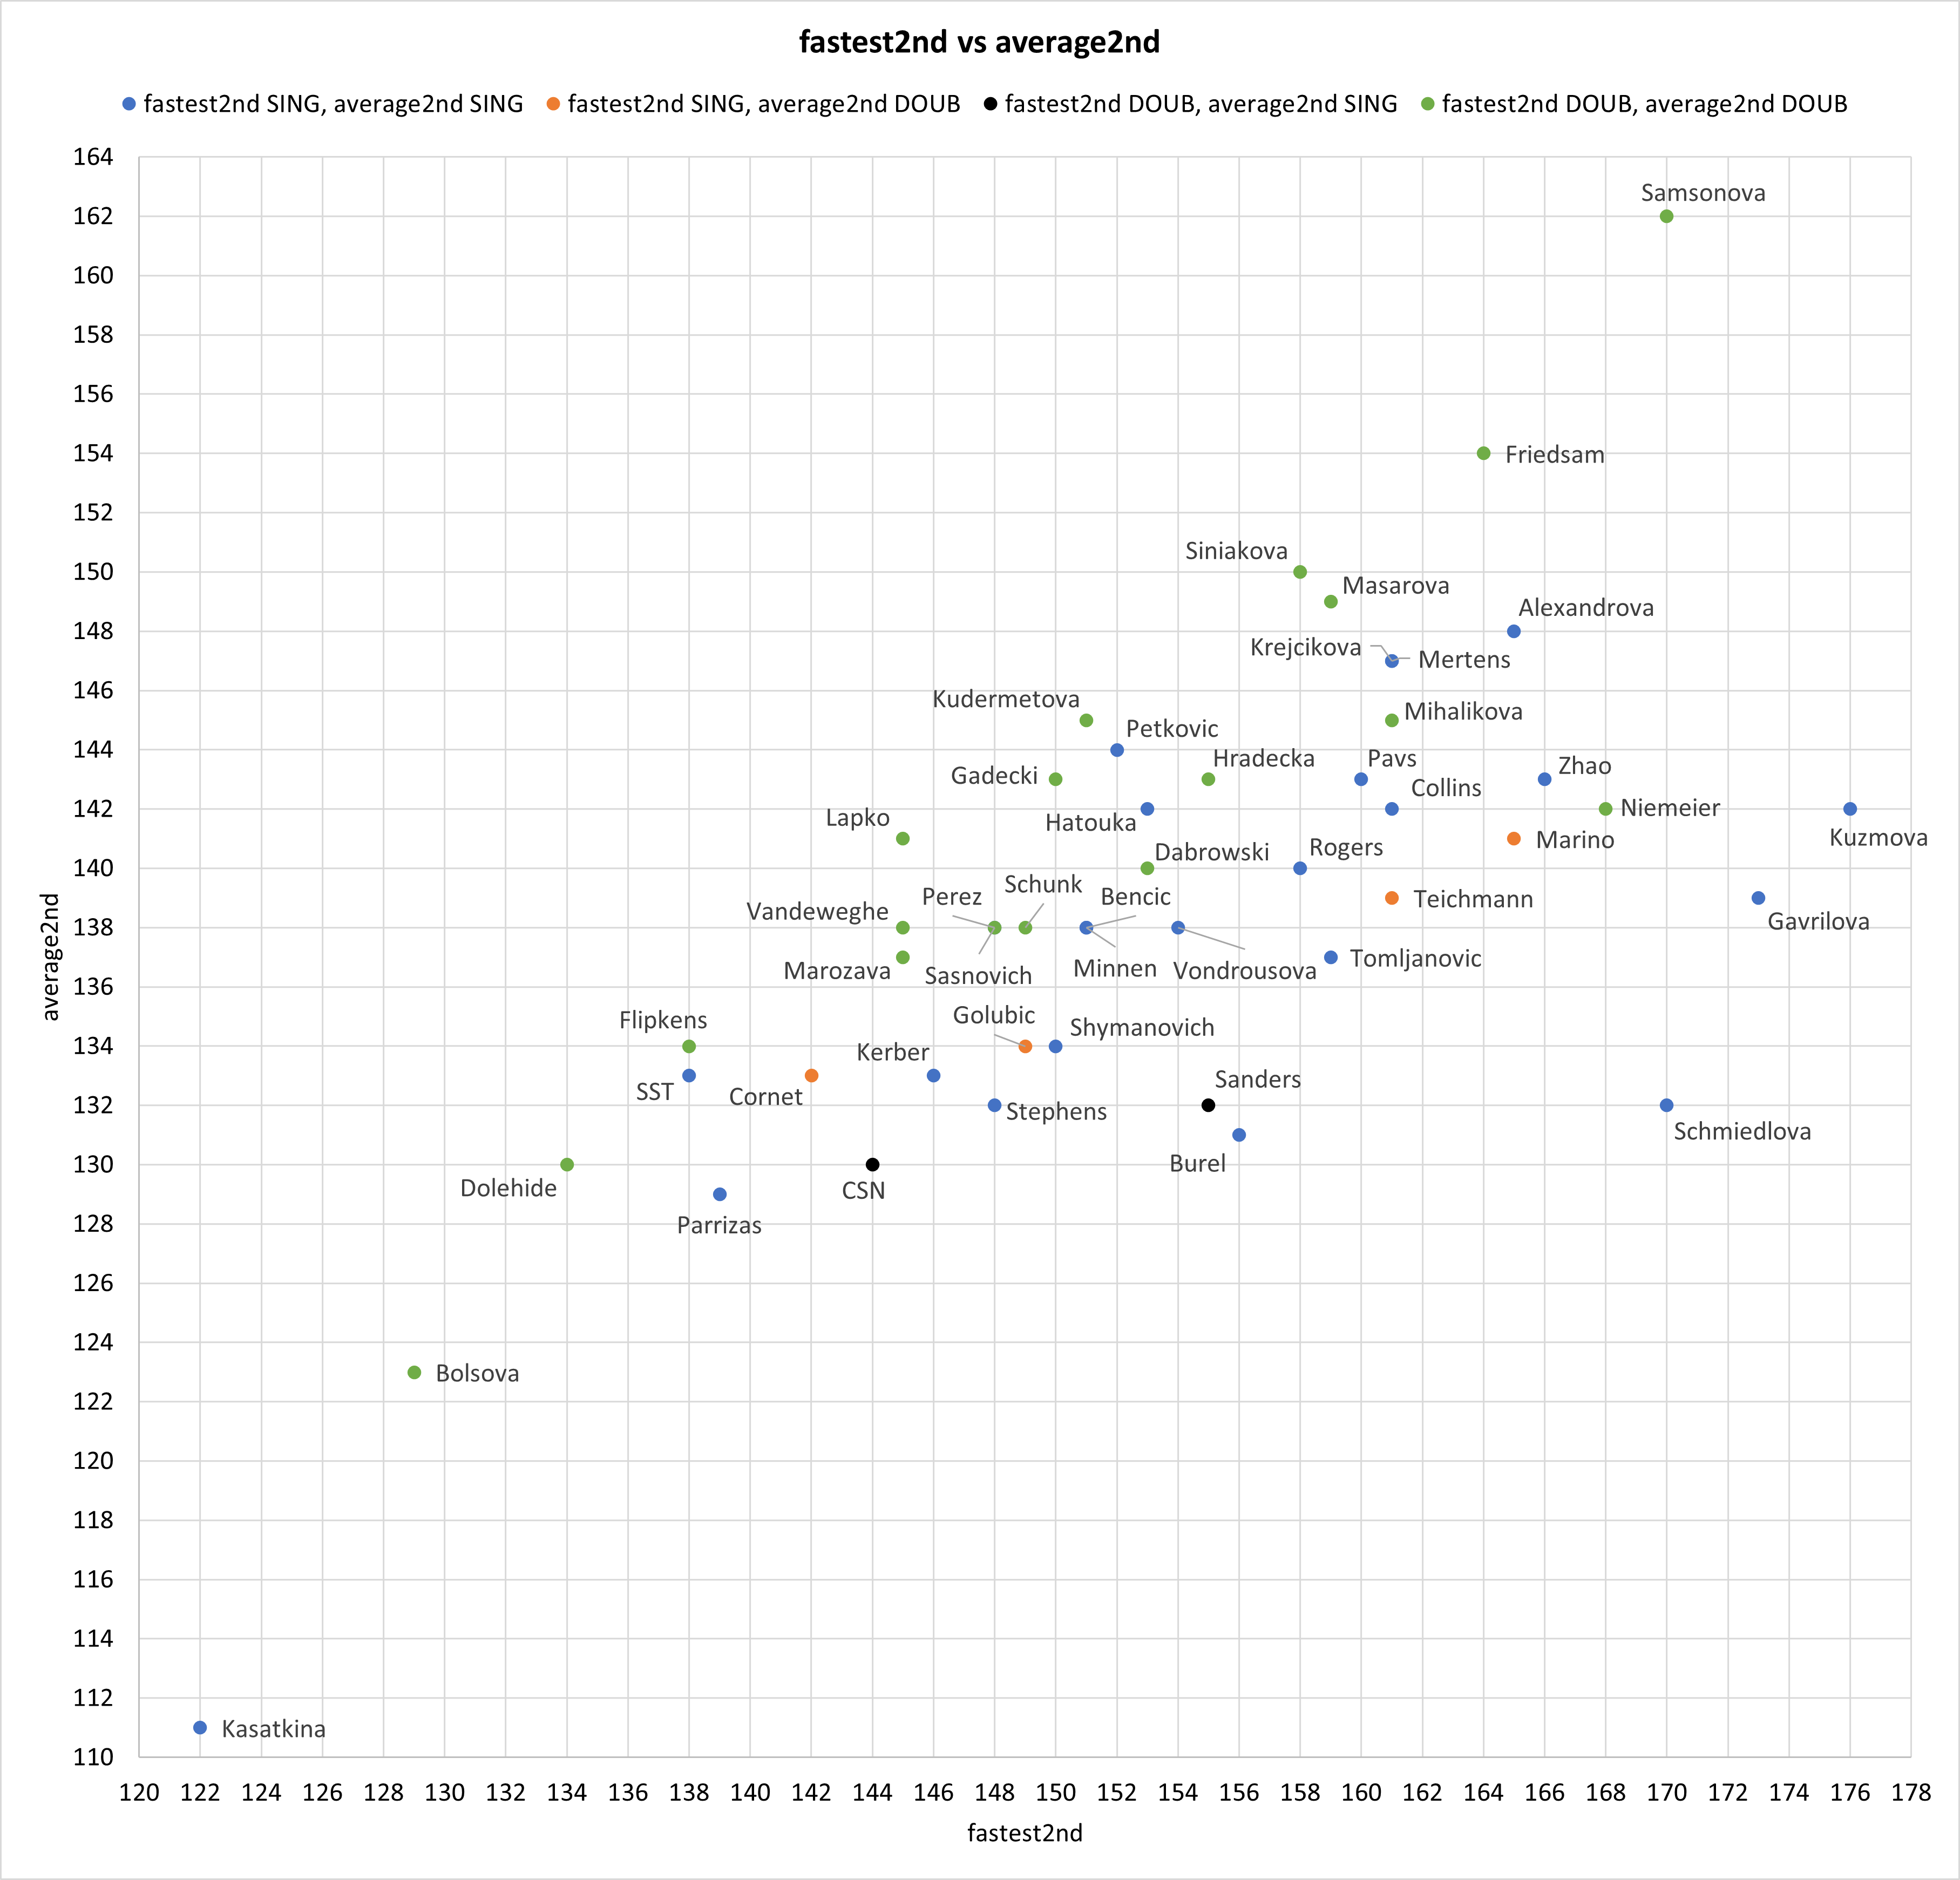 fastest2nd vs average2nd
fastest2nd SING, average2nd SING
fastest2nd SING, average2nd DOUB
fastest2nd DOUB, average2nd SING
fastest2nd DOUB, average2nd DOUB
164
162
160
158
156
154
152
150
148
146
144
142
140
138
136
134
132
130
128
126
124
122
120
118
116
114
112
110
average2nd
Samsonova
Friedsam
Siniakova
Masarova
Alexandrova
Krejcikova
Mertens
Kudermetova
Mihalikova
Petkovic
Hradecka
Pavs
Zhao
Gadecki
Collins
Niemeier
Lapko
Hatouka
Marino
Kuzmova
Dabrowski
Rogers
Perez
Schunk
Bencic
Teichmann
Vandeweghe
Gavrilova
Marozava
Sasnovich
Minnen
Vondrousova
Tomljanovic
Flipkens
Golubic
Shymanovich
Kerber
SST
Cornet
Sanders
Stephens
Schmiedlova
Burel
Dolehide
CSN
Parrizas
Bolsova
Kasatkina
120 122 124 126 128 130 132 134 136 138 140 142 144 146 148 150 152 154 156 158 160 162 164 166 168 170 172 174 176 178
fastest2nd